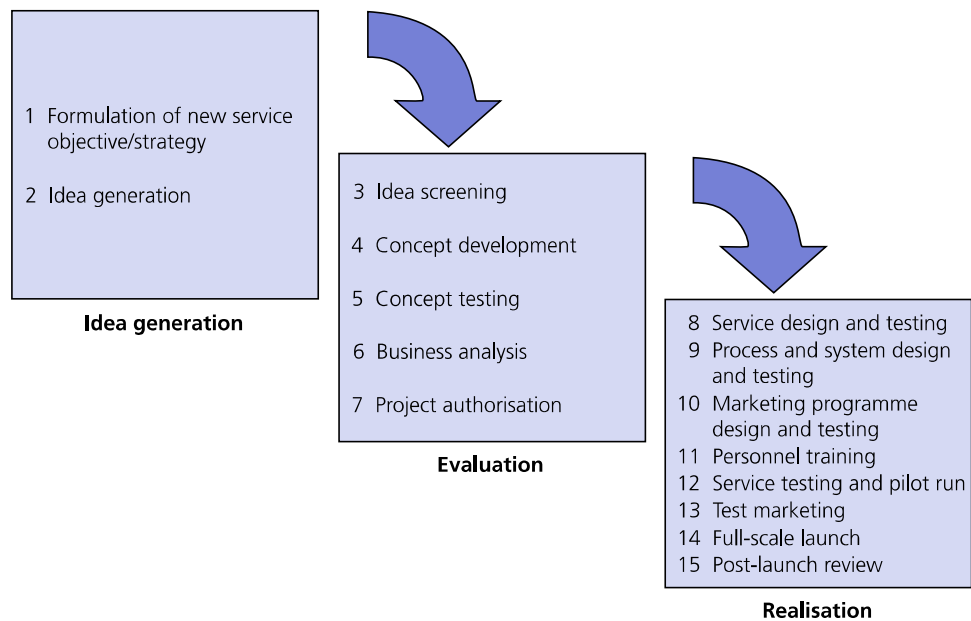 1 Formulation of new service
objective/strategy
2 Idea generation
Idea generation
3 Idea screening
4 Concept development
5 Concept testing
6 Business analysis
7 Project authorisation
Evaluation
8 Service design and testing
9 Process and system design
and testing
10 Marketing programme
design and testing
11 Personnel training
12 Service testing and pilot run
13 Test marketing
14 Full-scale launch
15 Post-launch review
Realisation